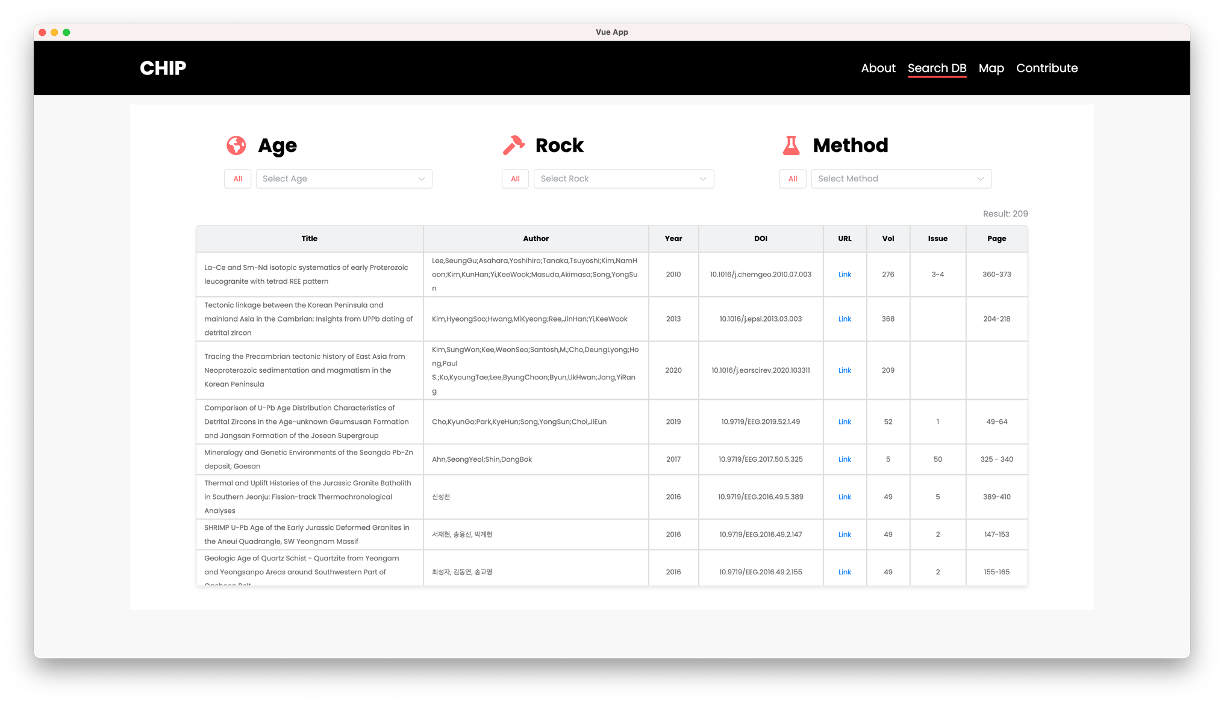 Vue App
CHIP
About Search DB Map Contribute
Age Rock Method
All Select Age All Select Rock All Select Method
Result: 209
Title Author Year DOI URL Vol Issue Page
La-Ce and Sm-Nd isotopic systematics of early Proterozoic
leucogranite with tetrad REE pattern
Lee,SeungGu;Asahara,Yoshihiro;Tanaka,Tsuyoshi;Kim,NamH
oon;Kim,KunHan;Yi,KeeWook;Masuda,Akimasa;Song,YongSu
n
2010 10.1016/j.chemgeo.2010.07.003 Link 276 3-4 360-373
Tectonic linkage between the Korean Peninsula and
mainland Asia in the Cambrian: Insights from U?Pb dating of
detrital zircon
Kim,HyeongSoo;Hwang,MiKyeong;Ree,JinHan;Yi,KeeWook
2013 10.1016/j.epsl.2013.03.003 Link 368 204-218
Tracing the Precambrian tectonic history of East Asia from
Neoproterozoic sedimentation and magmatism in the
Korean Peninsula
Kim,SungWon;Kee,WeonSeo;Santosh,M.;Cho,DeungLyong;Ho
ng,Paul
S.;Ko,KyoungTae;Lee,ByungChoon;Byun,UkHwan;Jang,YiRan
g
2020 10.1016/j.earscirev.2020.103311 Link 209
Comparison of U-Pb Age Distribution Characteristics of
Detrital Zircons in the Age-unknown Geumsusan Formation
and Jangsan Formation of the Joseon Supergroup
Cho,KyunGo;Park,KyeHun;Song,YongSun;Choi,JiEun
2019 10.9719/EEG.2019.52.1.49 Link 52 1 49-64
Mineralogy and Genetic Environments of the Seongdo Pb-Zn
deposit, Goesan
Ahn,SeongYeol;Shin,DongBok
2017 10.9719/EEG.2017.50.5.325 Link 5 50 325 - 340
Thermal and Uplift Histories of the Jurassic Granite Batholith
in Southern Jeonju: Fission-track Thermochronological
Analyses
신성천
2016 10.9719/EEG.2016.49.5.389 Link 49 5 389-410
SHRIMP U-Pb Age of the Early Jurassic Deformed Granites in
the Aneui Quadrangle, SW Yeongnam Massif
서재현, 송용선, 박계헌
2016 10.9719/EEG.2016.49.2.147 Link 49 2 147-153
Geologic Age of Quartz Schist - Quartzite from Yeongam
and Yeongsanpo Areas around Southwestern Part of
최성자, 김동연, 송교영
2016 10.9719/EEG.2016.49.2.155 Link 49 2 155-165